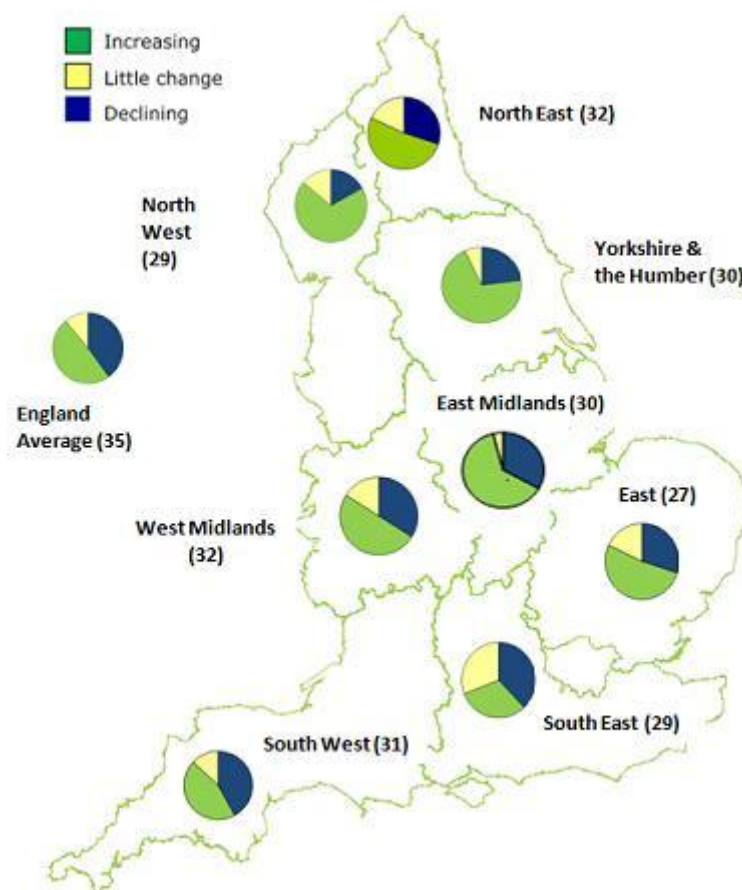 Increasing
Little change
Declining
North East (32)
North
West
(29)
Yorkshire &
the Humber (30)
England
Average (35)
East Midlands (30)
East (27)
West Midlands
(32)
South East (29)
South West (31)